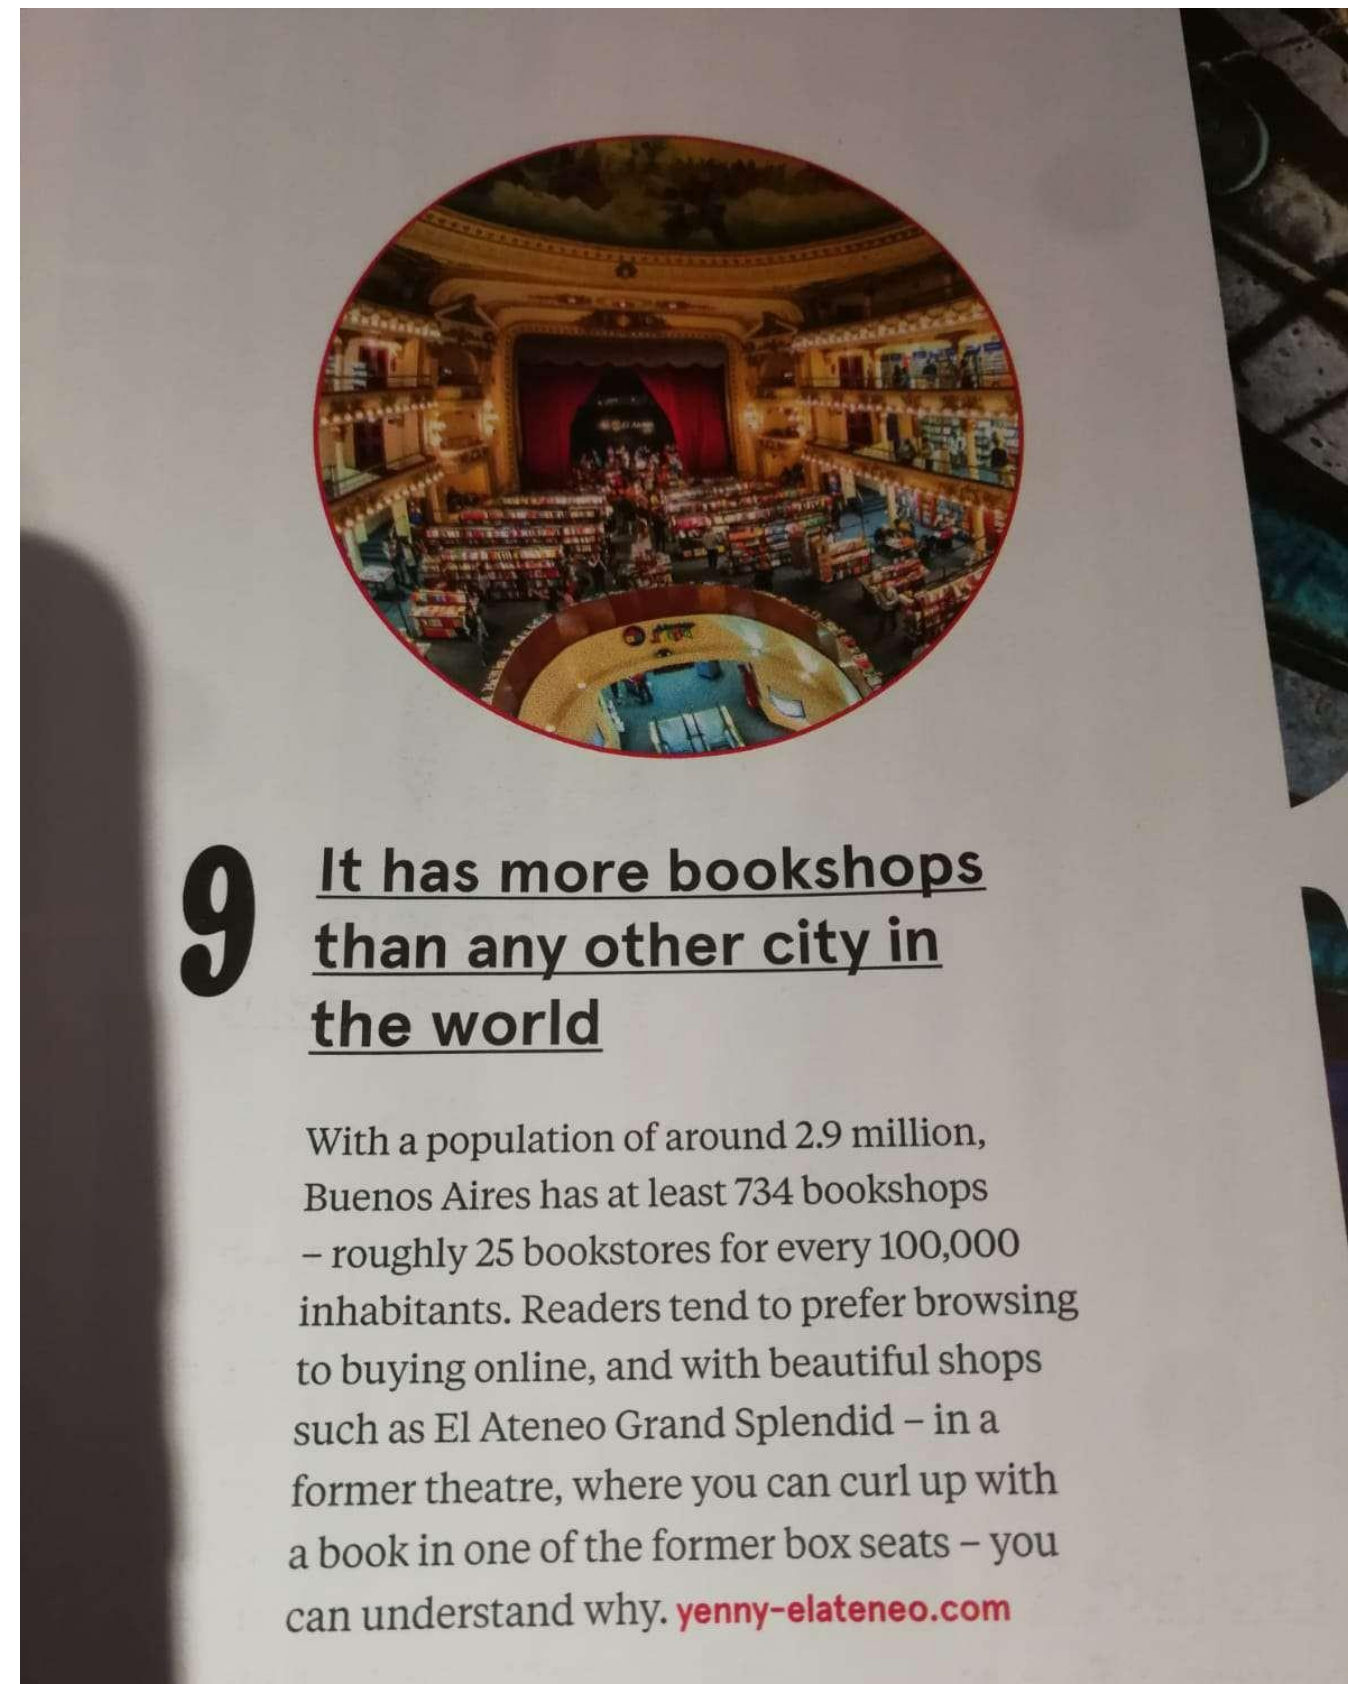 9
It has more bookshops
than any other city in
the world
With a population of around 2.9 million,
Buenos Aires has at least 734 bookshops
– roughly 25 bookstores for every 100,000
inhabitants. Readers tend to prefer browsing
to buying online, and with beautiful shops
such as El Ateneo Grand Splendid – in a
former theatre, where you can curl up with
a book in one of the former box seats – you
can understand why. yenny-elateneo.com